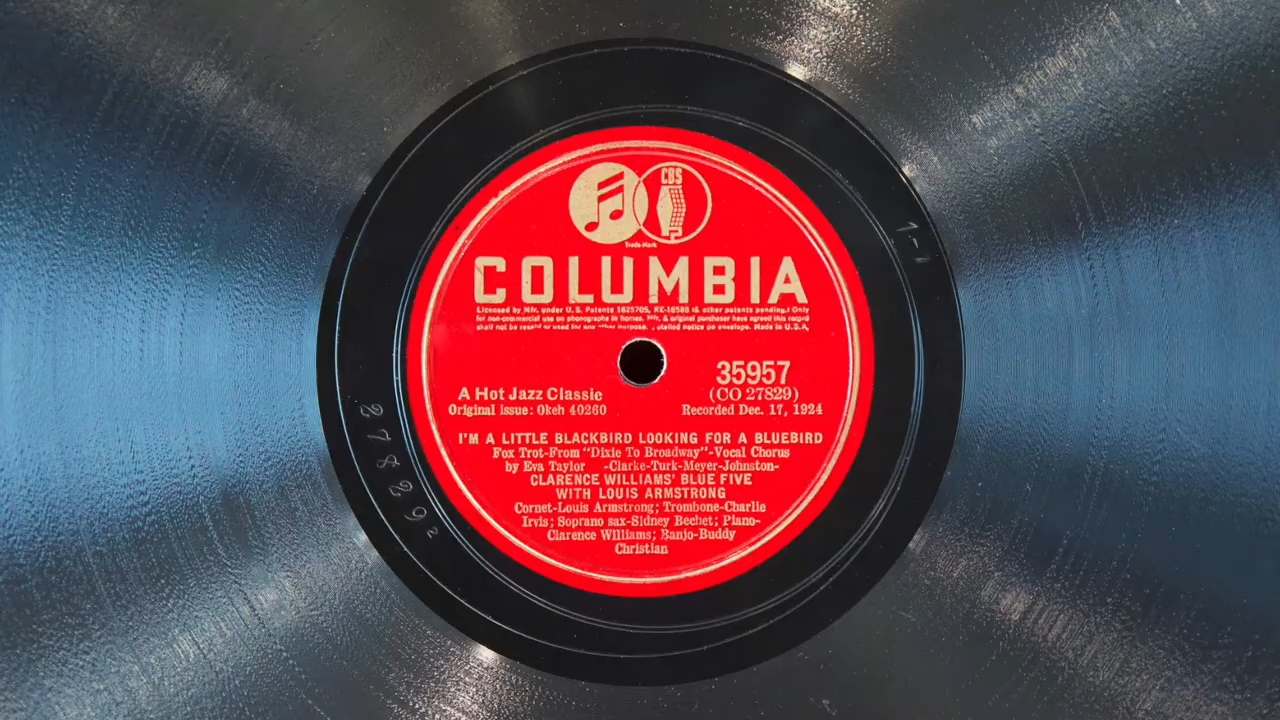 CBS
Trade Mark
COLUMBIA
Licensed by Mfr. under U.S. Patents 1625705, RE-16588 & other patents pending. Only
for non-commercial use on phonographs in homes. Mfr. & original purchaser have agreed this record
shall not be resold or used for any other purpose. notice on envelope. Made in U.S.A.
35957
A Hot Jazz Classic (CO 27829)
Original issue: Okeh 40260 Recorded Dec. 17, 1924
I'M A LITTLE BLACKBIRD LOOKING FOR A BLUEBIRD
Fox Trot-From "Dixie To Broadway"-Vocal Chorus
by Eva Taylor -Clarke-Turk-Meyer-Johnston-
CLARENCE WILLIAMS' BLUE FIVE
WITH LOUIS ARMSTRONG
Cornet-Louis Armstrong; Trombone-Charlie
Irvis; Soprano sax-Sidney Bechet; Piano-
Clarence Williams; Banjo-Buddy
Christian
27829
1-1